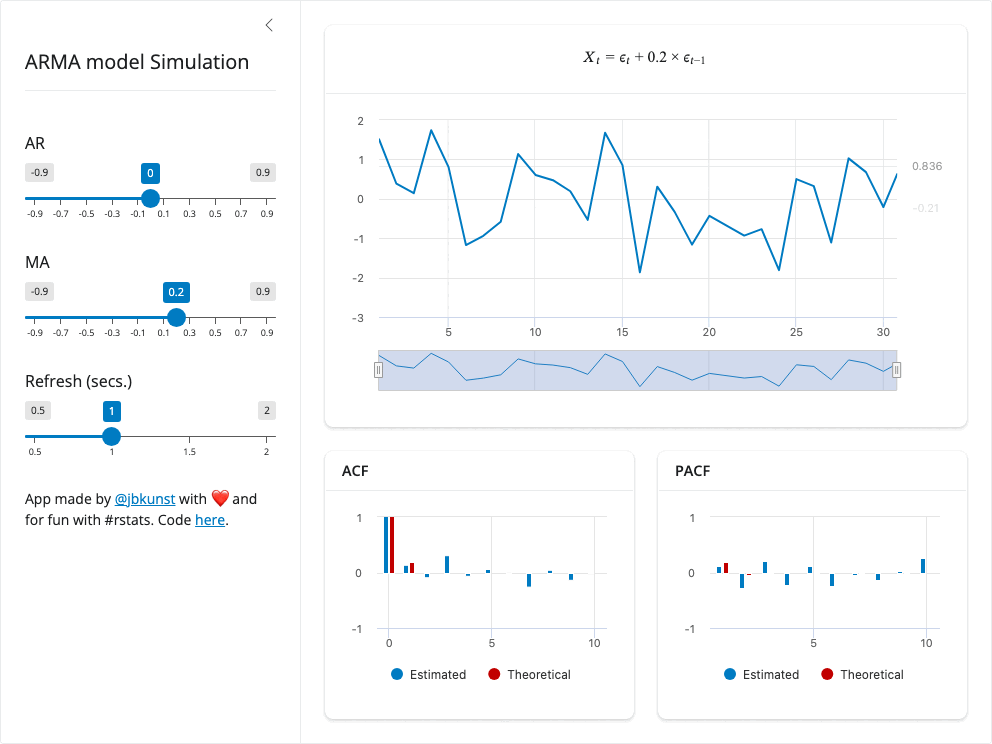 ARMA model Simulation
AR
-0.9 0 0.9
-0.9 -0.7 -0.5 -0.3 -0.1 0.1 0.3 0.5 0.7 0.9
MA
-0.9 0.2 0.9
-0.9 -0.7 -0.5 -0.3 -0.1 0.1 0.3 0.5 0.7 0.9
Refresh (secs.)
0.5 1 2
0.5 1 1.5 2
App made by @jbkunst with ❤️ and
for fun with #rstats. Code here.
Xₜ = ϵₜ + 0.2 × ϵₜ₋₁
2
1
0
-1
-2
-3
0.836
-0.21
5 10 15 20 25 30
ACF
1
0
-1
0 5 10
Estimated Theoretical
PACF
1
0
-1
5 10
Estimated Theoretical